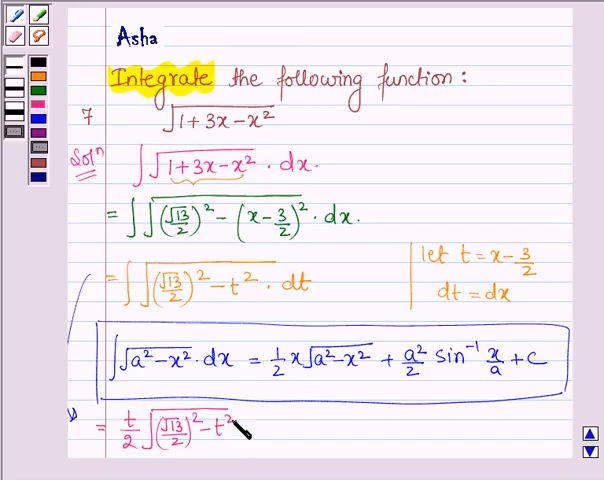 Asha
Integrate the following function :
7 √(1+3x−x²)
Solⁿ ∫√(1+3x−x²) · dx.
= ∫√((√13/2)² − (x−3/2)²) · dx.
= ∫√((√13/2)² − t²) · dt
let t = x − 3/2
dt = dx
∫√(a²−x²) · dx = 1/2 x√(a²−x²) + a²/2 sin⁻¹ x/a + C
= t/2 √((√13/2)² − t²)